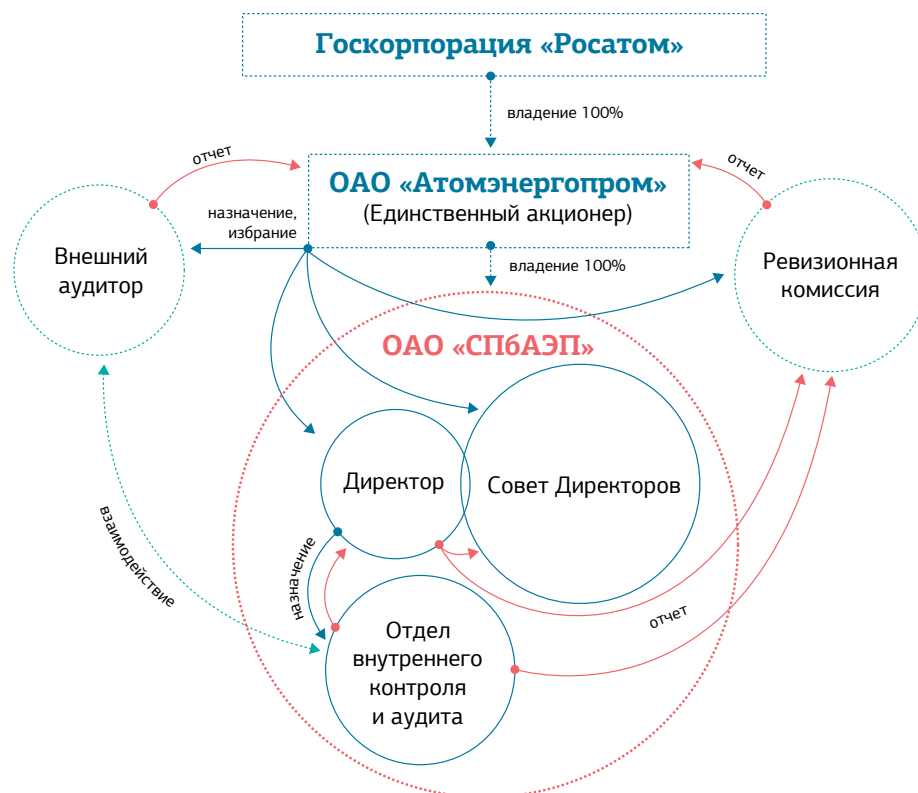 Госкорпорация «Росатом»
владение 100%
отчет
ОАО «Атомэнергопром»
(Единственный акционер)
отчет
назначение,
избрание
Внешний
аудитор
владение 100%
Ревизионная
комиссия
ОАО «СПбАЭП»
Директор
Совет Директоров
взаимодействие
назначение
отчет
Отдел
внутреннего
контроля
и аудита